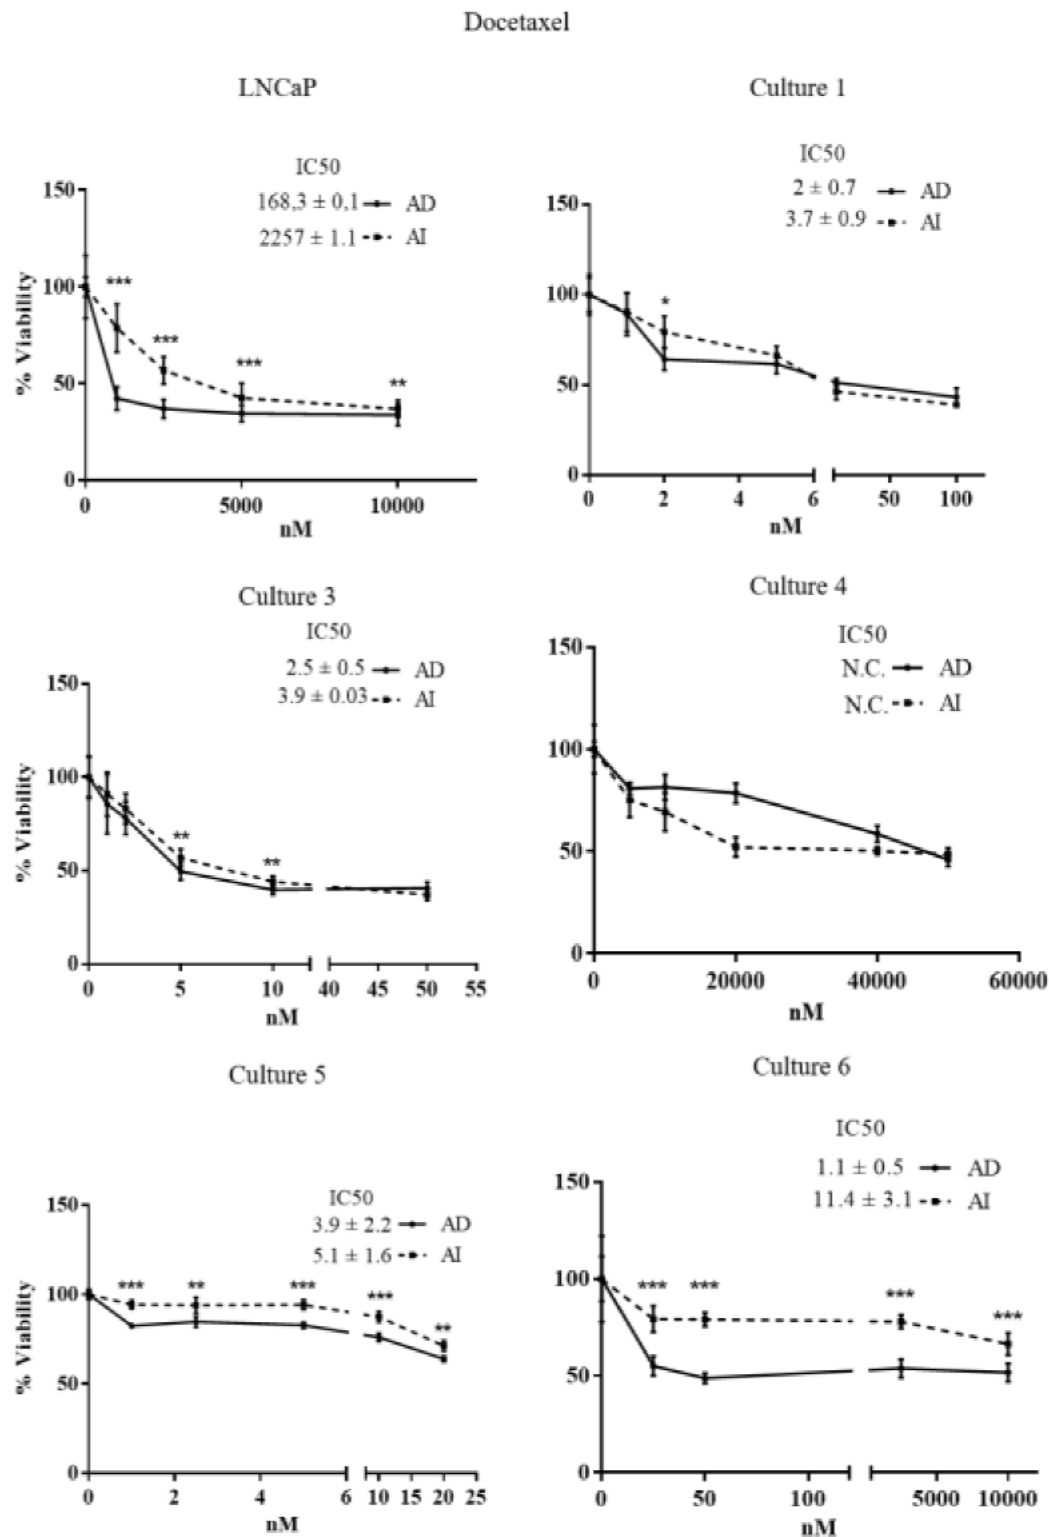 Docetaxel
LNCaP
IC50
168,3 ± 0,1 AD
2257 ± 1.1 AI
% Viability
150
100
50
0
***
***
***
**
0 5000 10000
nM
Culture 1
IC50
2 ± 0.7 AD
3.7 ± 0.9 AI
150
100
50
0
*
0 2 4 6 50 100
nM
Culture 3
IC50
2.5 ± 0.5 AD
3.9 ± 0.03 AI
% Viability
150
100
50
0
**
**
0 5 10 40 45 50 55
nM
Culture 4
IC50
N.C. AD
N.C. AI
150
100
50
0
0 20000 40000 60000
nM
Culture 5
IC50
3.9 ± 2.2 AD
5.1 ± 1.6 AI
% Viability
150
100
50
0
*** ** *** *** **
0 2 4 6 10 15 20 25
nM
Culture 6
IC50
1.1 ± 0.5 AD
11.4 ± 3.1 AI
150
100
50
0
*** *** *** ***
0 50 100 5000 10000
nM